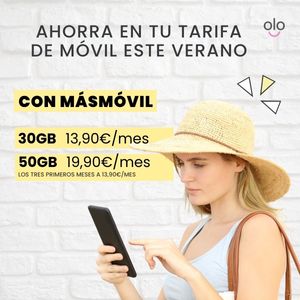 olo
AHORRA EN TU TARIFA
DE MÓVIL ESTE VERANO
CON MÁSMÓVIL
30GB 13,90€/mes
50GB 19,90€/mes
LOS TRES PRIMEROS MESES A 13,90€/MES